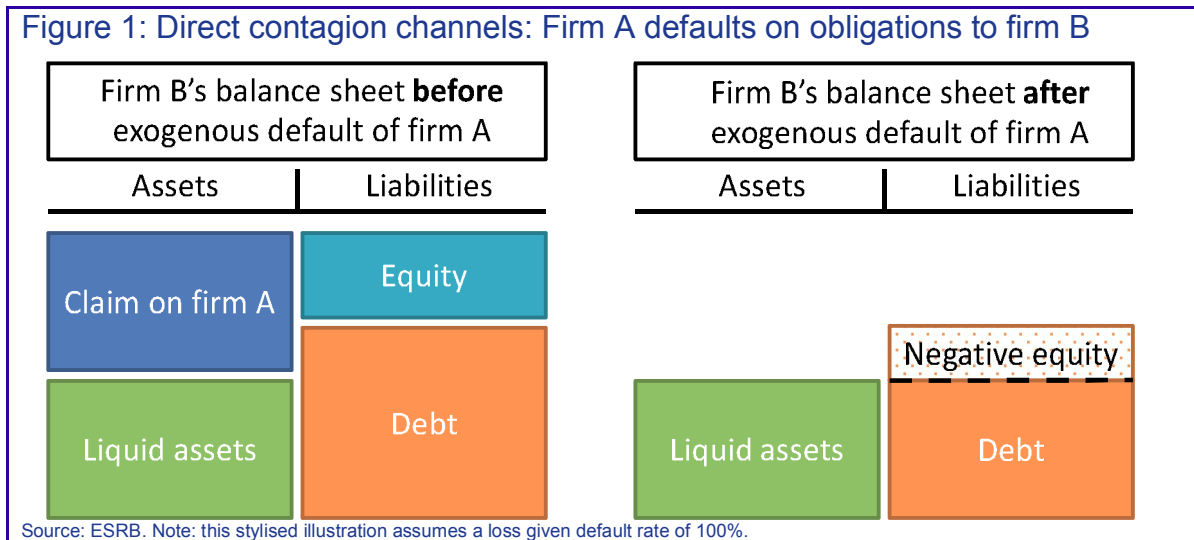 Figure 1: Direct contagion channels: Firm A defaults on obligations to firm B
Firm B’s balance sheet before
exogenous default of firm A
Assets
Liabilities
Claim on firm A
Equity
Liquid assets
Debt
Firm B’s balance sheet after
exogenous default of firm A
Assets
Liabilities
Negative equity
Liquid assets
Debt
Source: ESRB. Note: this stylised illustration assumes a loss given default rate of 100%.